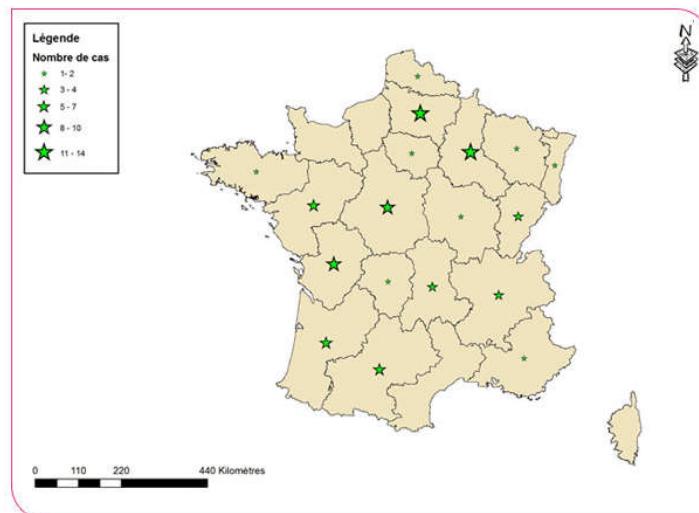 Légende
Nombre de cas
1- 2
3 - 4
5 - 7
8 - 10
11 - 14
N
0 110 220 440 Kilomètres